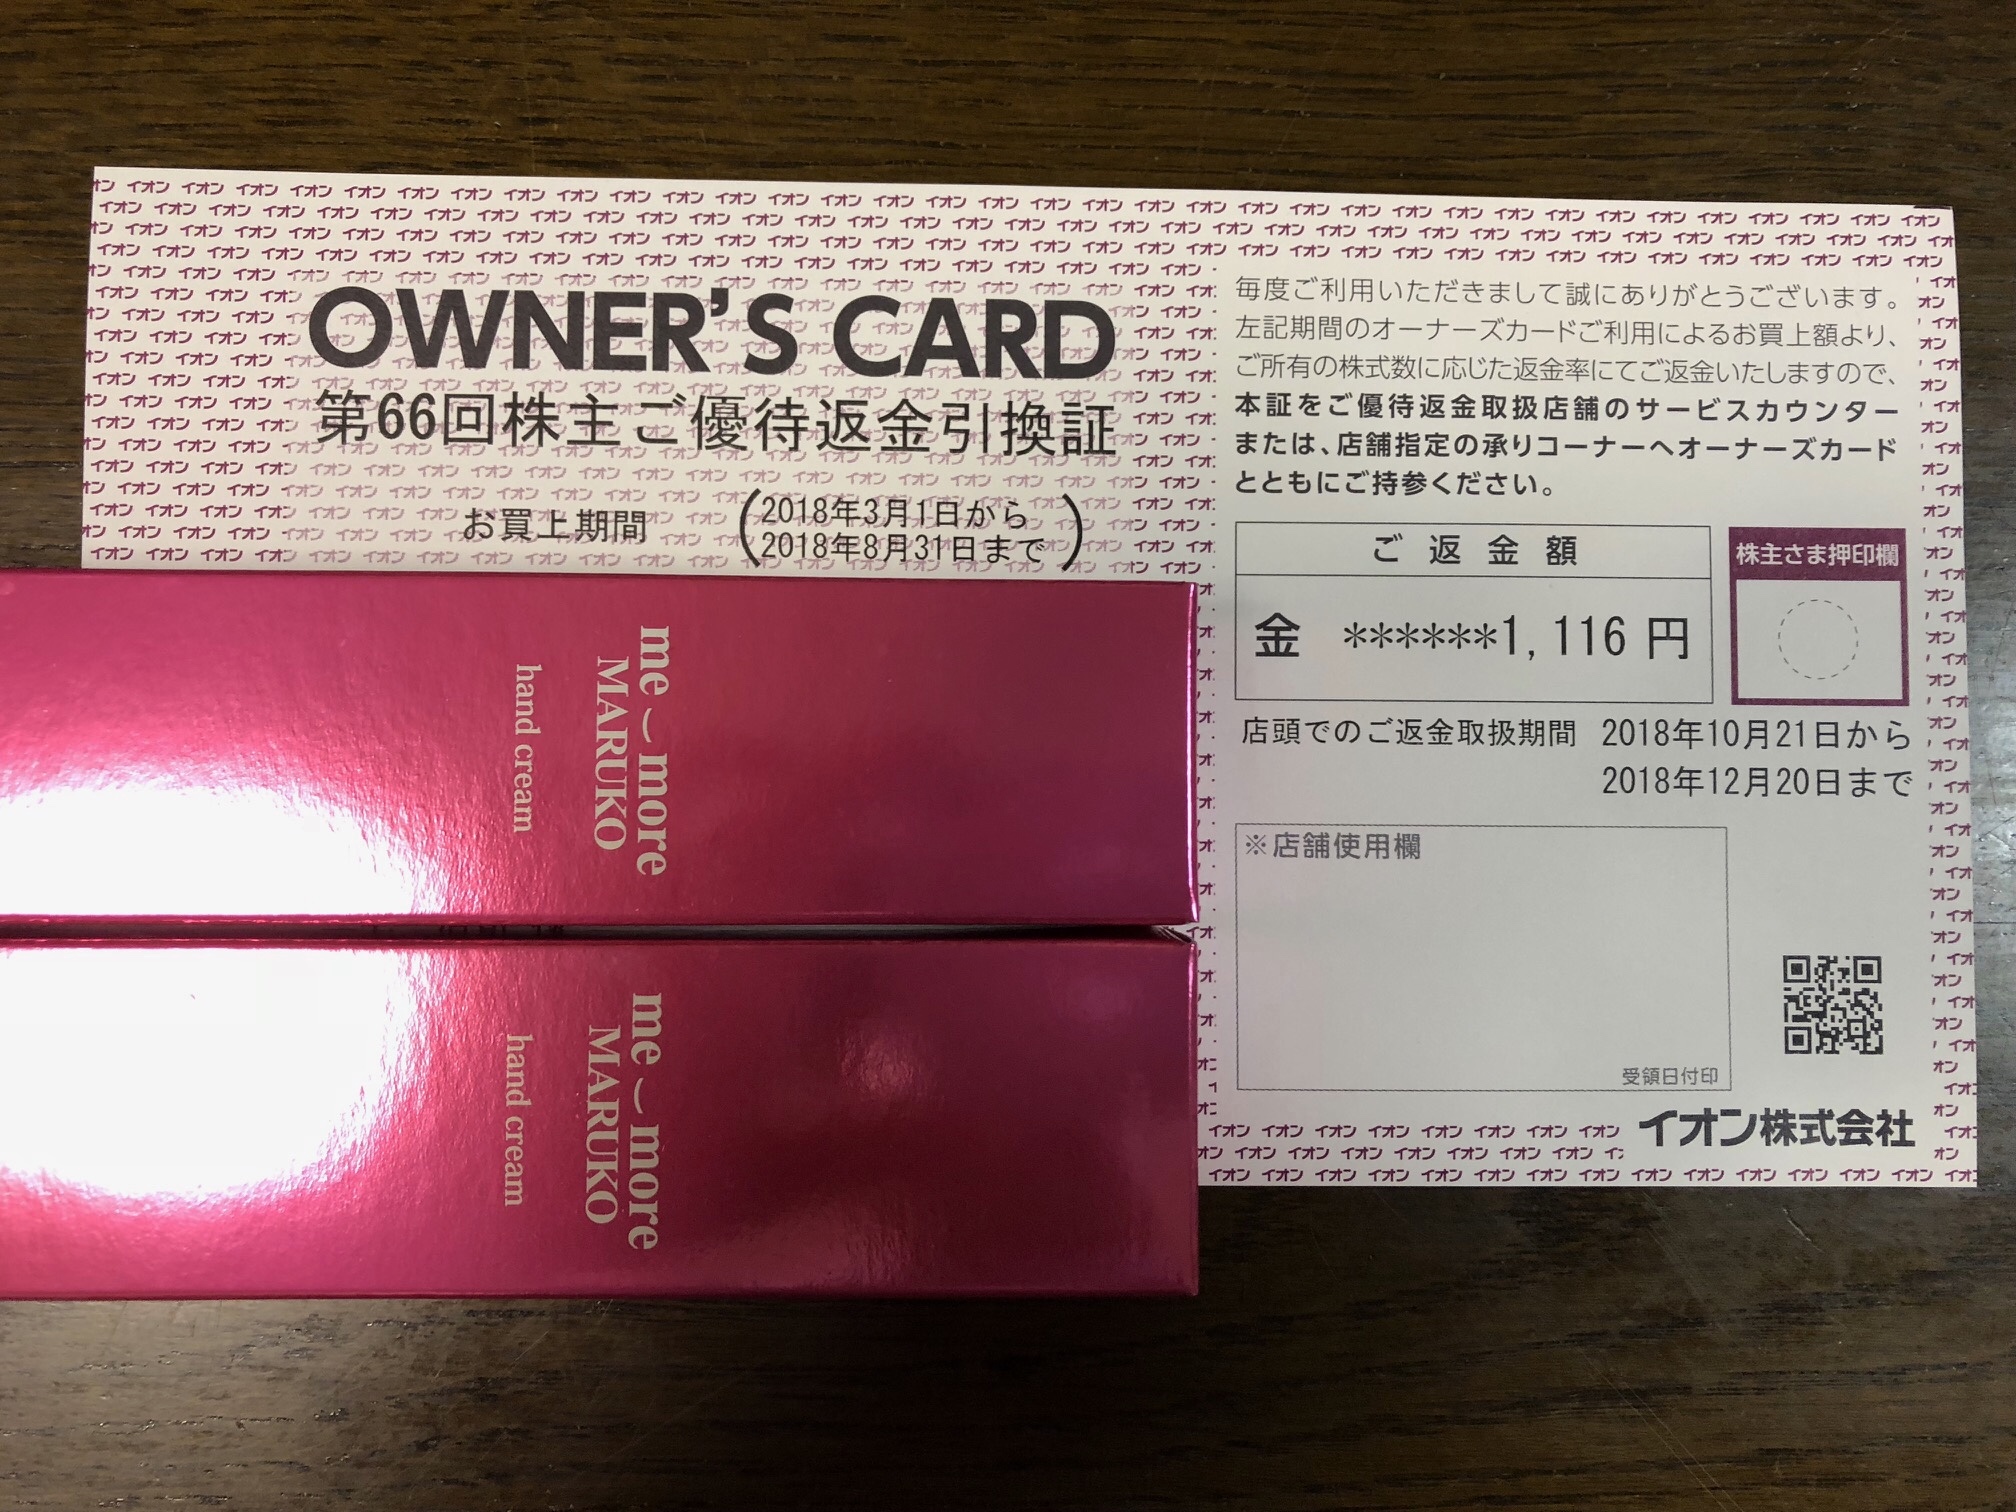 OWNER'S CARD
第66回株主ご優待返金引換証
お買上期間
2018年3月1日から
2018年8月31日まで
毎度ご利用いただきまして誠にありがとうございます。
左記期間のオーナーズカードご利用によるお買上額より、
ご所有の株式数に応じた返金率にてご返金いたしますので、
本証をご優待返金取扱店舗のサービスカウンター
または、店舗指定の承りコーナーへオーナーズカード
とともにご持参ください。
ご返金額
株主さま押印欄
金 ******1,116円
店頭でのご返金取扱期間 2018年10月21日から
2018年12月20日まで
※店舗使用欄
受領日付印
イオン株式会社
me~more
MARUKO
hand cream
me~more
MARUKO
hand cream